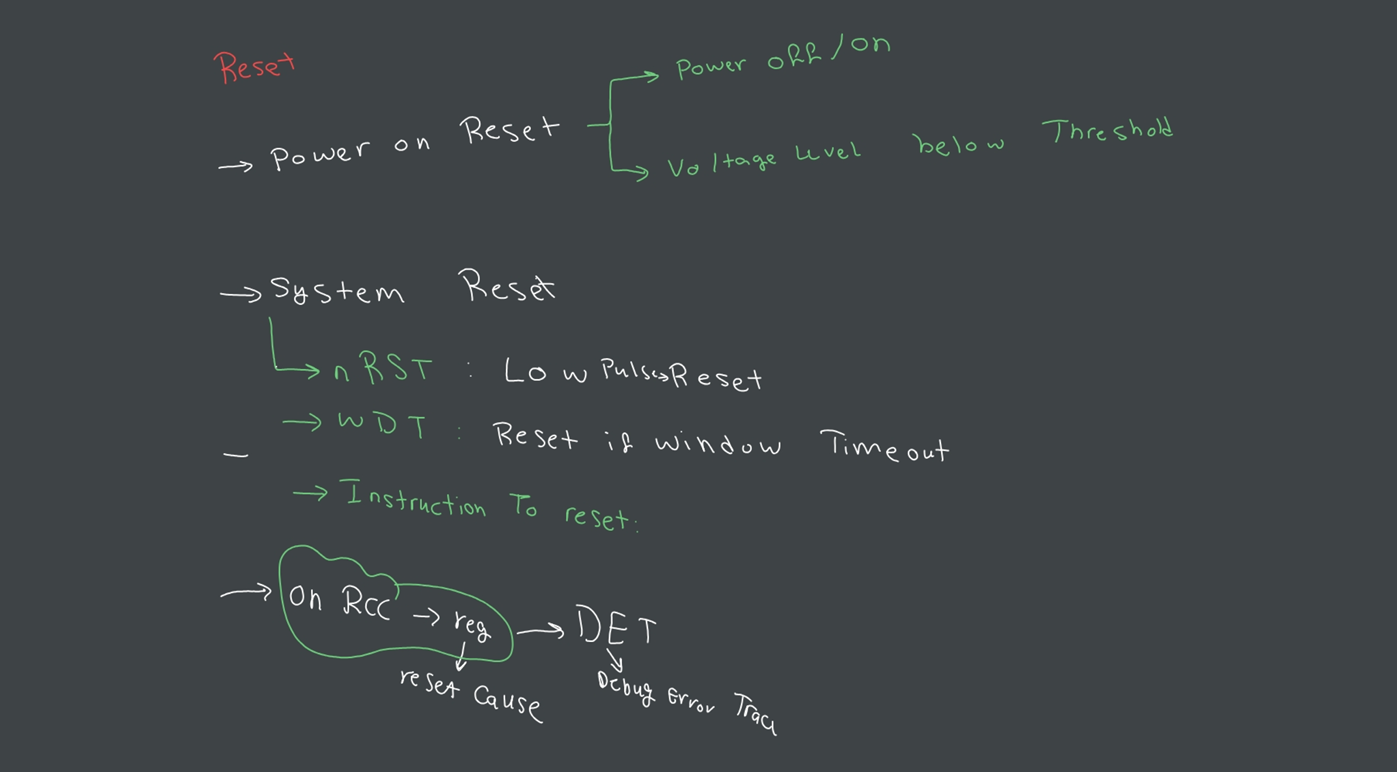 Reset
→ Power on Reset
→ Power off/on
→ Voltage Level below Threshold
→ System Reset
→ nRST : Low Pulse→Reset
→ WDT : Reset if window Timeout
→ Instruction To reset:
→ On RCC → reg → DET
reset Cause
Debug Error Trace